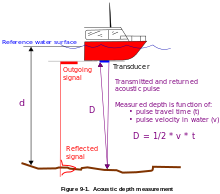 Reference water surface
Transducer
Outgoing
signal
Transmitted and returned
acoustic pulse
d
D
Measured depth is function of:
• pulse travel time (t)
• pulse velocity in water (v)
D = 1/2 * v * t
Reflected
signal
Figure 9-1. Acoustic depth measurement